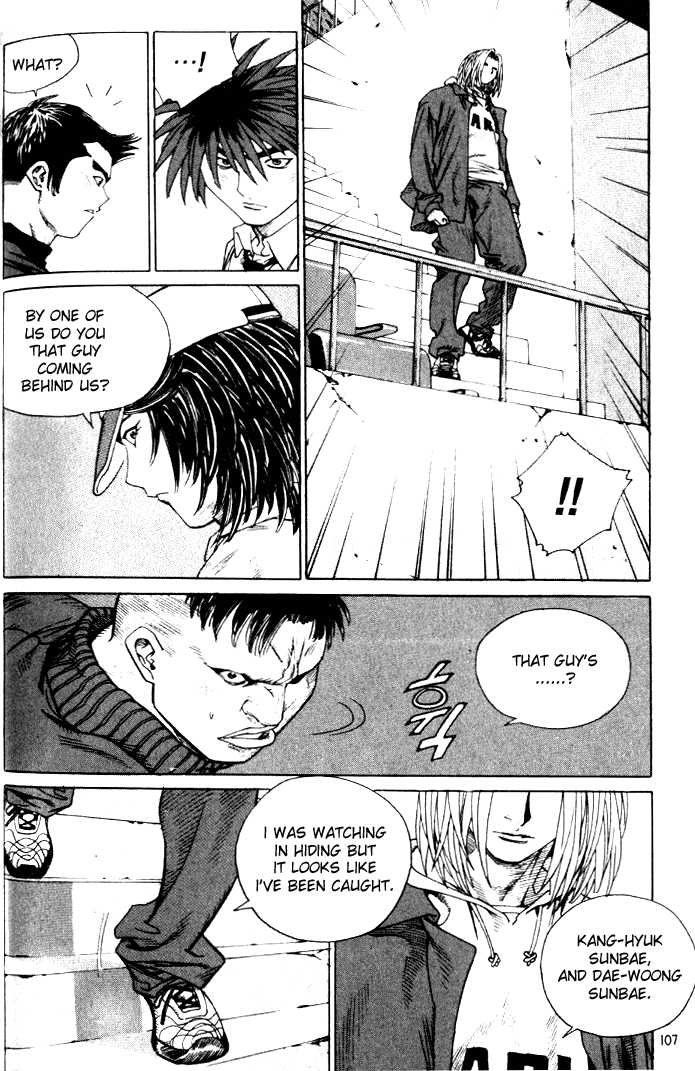 WHAT?
...!
BY ONE OF
US DO YOU
THAT GUY
COMING
BEHIND US?
!!
THAT GUY'S
......?
I WAS WATCHING
IN HIDING BUT
IT LOOKS LIKE
I'VE BEEN CAUGHT.
KANG-HYUK
SUNBAE,
AND DAE-WOONG
SUNBAE.
107